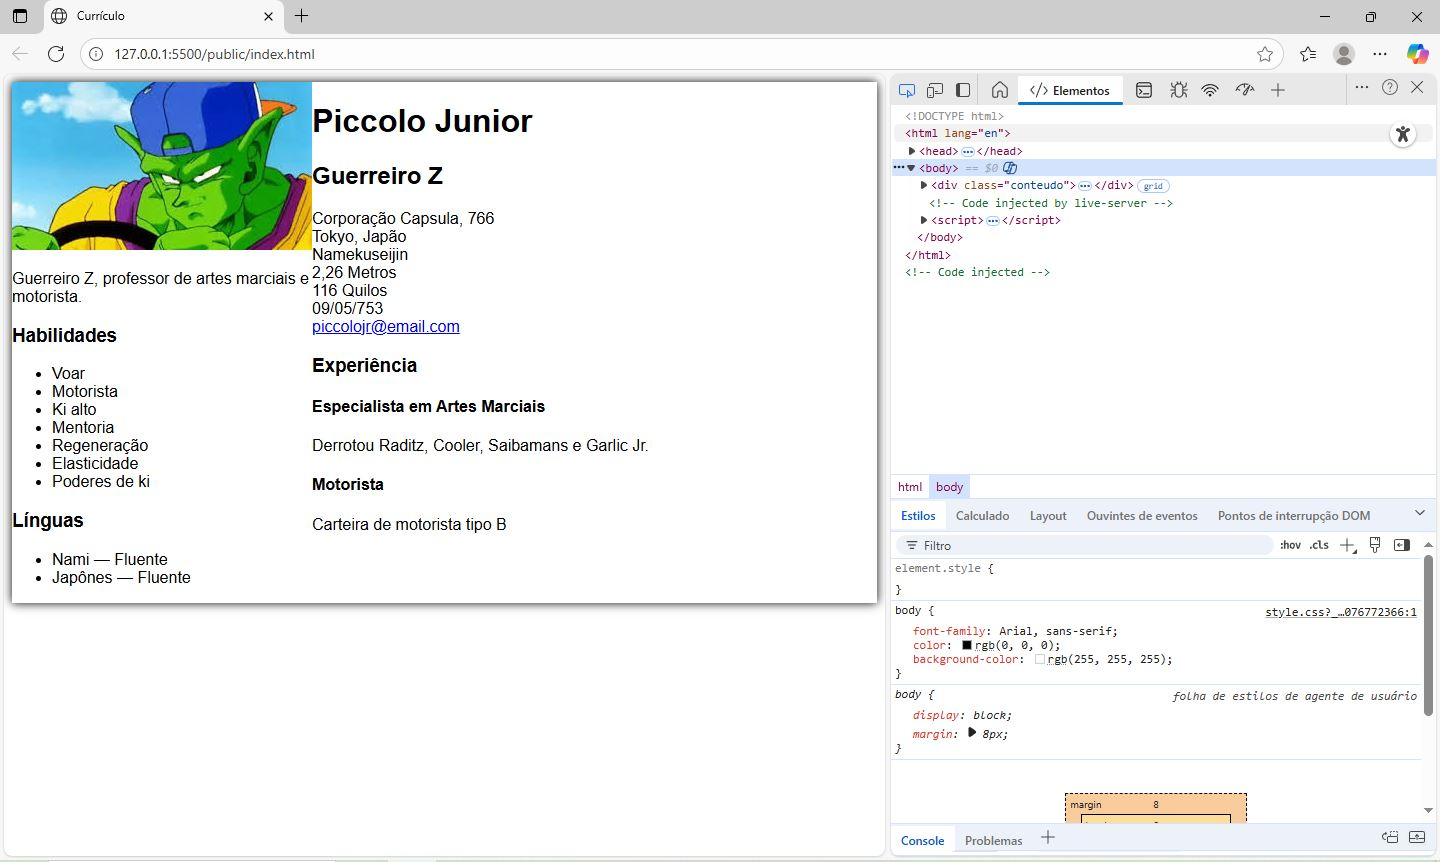 Currículo
127.0.0.1:5500/public/index.html
Piccolo Junior
Guerreiro Z
Corporação Capsula, 766
Tokyo, Japão
Namekuseijin
2,26 Metros
116 Quilos
09/05/753
piccolojr@email.com
Guerreiro Z, professor de artes marciais e
motorista.
Habilidades
Voar
Motorista
Ki alto
Mentoria
Regeneração
Elasticidade
Poderes de ki
Línguas
Nami — Fluente
Japônes — Fluente
Experiência
Especialista em Artes Marciais
Derrotou Raditz, Cooler, Saibamans e Garlic Jr.
Motorista
Carteira de motorista tipo B
</> Elementos
<!DOCTYPE html>
<html lang="en">
<head> ••• </head>
••• <body> == $0
<div class="conteudo"> ••• </div> grid
<!-- Code injected by live-server -->
<script> ••• </script>
</body>
</html>
<!-- Code injected -->
html body
Estilos Calculado Layout Ouvintes de eventos Pontos de interrupção DOM
Filtro :hov .cls
element.style {
}
body { style.css?_…076772366:1
font-family: Arial, sans-serif;
color: rgb(0, 0, 0);
background-color: rgb(255, 255, 255);
}
body { folha de estilos de agente de usuário
display: block;
margin: 8px;
}
margin 8
Console Problemas